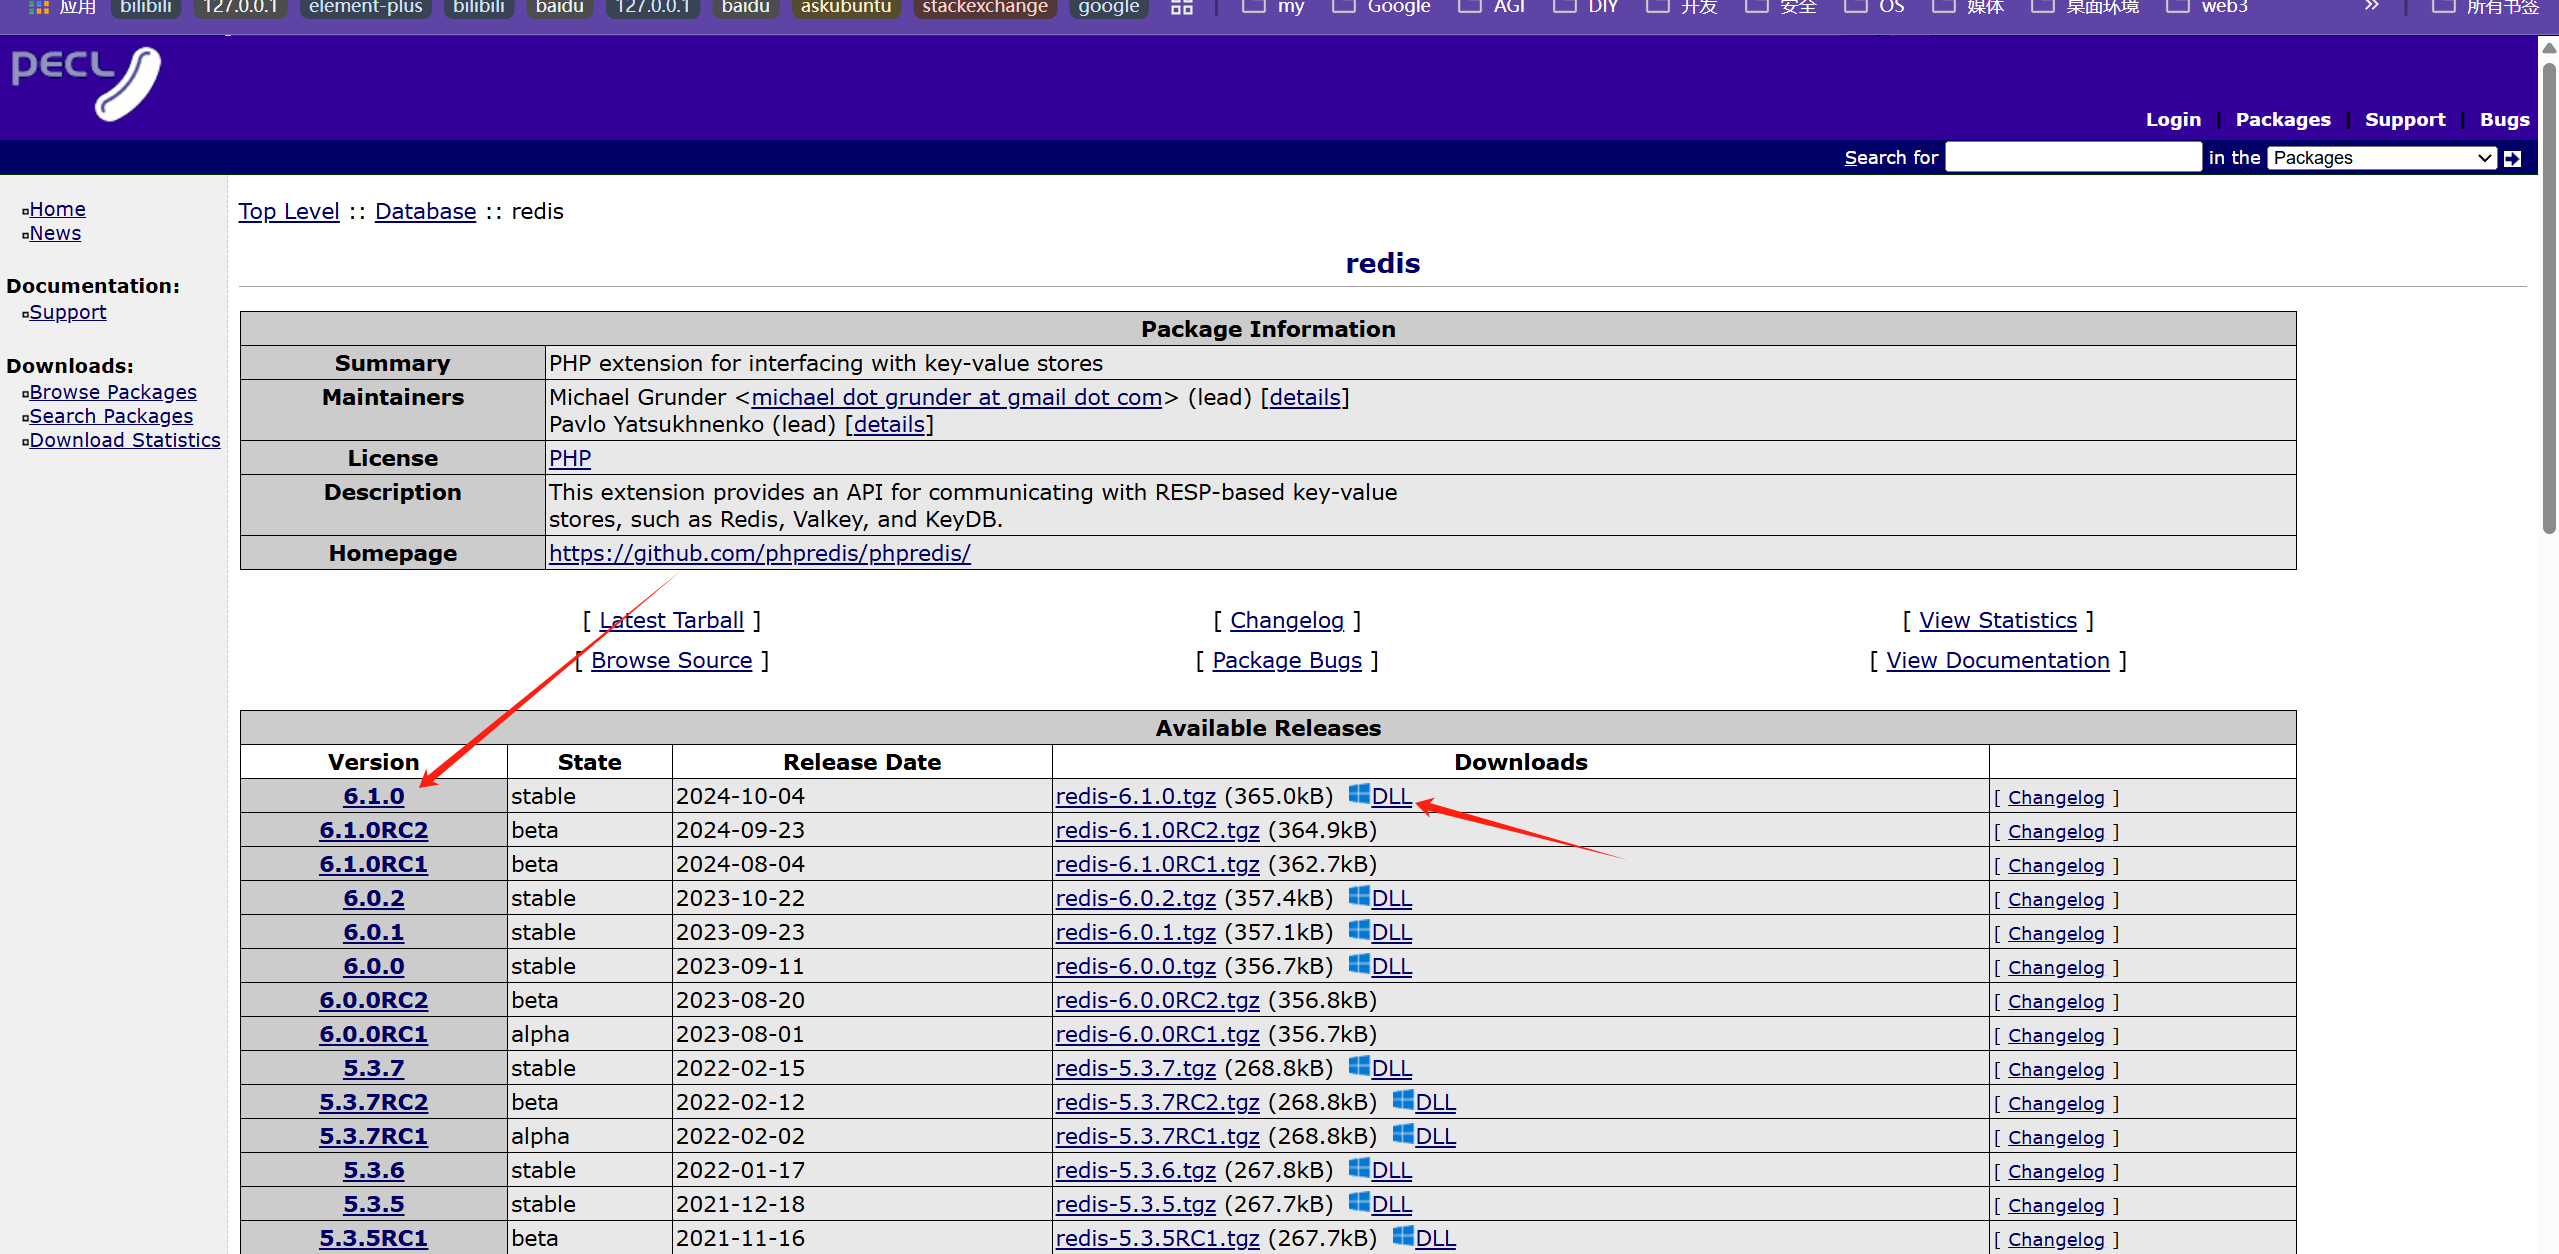 应用 bilibili 127.0.0.1 element-plus bilibili baidu 127.0.0.1 baidu askubuntu stackexchange google my Google AGI DIY 开发 安全 OS 媒体 桌面环境 web3 » 所有书签
PECL
Login | Packages | Support | Bugs
Search for in the Packages
Home
News
Documentation:
Support
Downloads:
Browse Packages
Search Packages
Download Statistics
Top Level :: Database :: redis
redis
Package Information
Summary PHP extension for interfacing with key-value stores
Maintainers Michael Grunder <michael dot grunder at gmail dot com> (lead) [details]
Pavlo Yatsukhnenko (lead) [details]
License PHP
Description This extension provides an API for communicating with RESP-based key-value
stores, such as Redis, Valkey, and KeyDB.
Homepage https://github.com/phpredis/phpredis/
[ Latest Tarball ] [ Changelog ] [ View Statistics ]
[ Browse Source ] [ Package Bugs ] [ View Documentation ]
Available Releases
Version State Release Date Downloads
6.1.0 stable 2024-10-04 redis-6.1.0.tgz (365.0kB) DLL [ Changelog ]
6.1.0RC2 beta 2024-09-23 redis-6.1.0RC2.tgz (364.9kB) [ Changelog ]
6.1.0RC1 beta 2024-08-04 redis-6.1.0RC1.tgz (362.7kB) [ Changelog ]
6.0.2 stable 2023-10-22 redis-6.0.2.tgz (357.4kB) DLL [ Changelog ]
6.0.1 stable 2023-09-23 redis-6.0.1.tgz (357.1kB) DLL [ Changelog ]
6.0.0 stable 2023-09-11 redis-6.0.0.tgz (356.7kB) DLL [ Changelog ]
6.0.0RC2 beta 2023-08-20 redis-6.0.0RC2.tgz (356.8kB) [ Changelog ]
6.0.0RC1 alpha 2023-08-01 redis-6.0.0RC1.tgz (356.7kB) [ Changelog ]
5.3.7 stable 2022-02-15 redis-5.3.7.tgz (268.8kB) DLL [ Changelog ]
5.3.7RC2 beta 2022-02-12 redis-5.3.7RC2.tgz (268.8kB) DLL [ Changelog ]
5.3.7RC1 alpha 2022-02-02 redis-5.3.7RC1.tgz (268.8kB) DLL [ Changelog ]
5.3.6 stable 2022-01-17 redis-5.3.6.tgz (267.8kB) DLL [ Changelog ]
5.3.5 stable 2021-12-18 redis-5.3.5.tgz (267.7kB) DLL [ Changelog ]
5.3.5RC1 beta 2021-11-16 redis-5.3.5RC1.tgz (267.7kB) DLL [ Changelog ]